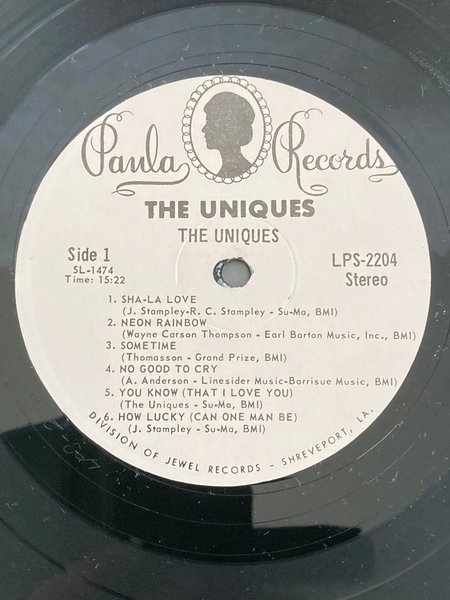 Paula Records
THE UNIQUES
THE UNIQUES
Side 1
SL-1474
Time: 15:22
LPS-2204
Stereo
1. SHA-LA LOVE
(J. Stampley-R. C. Stampley - Su-Ma, BMI)
2. NEON RAINBOW
(Wayne Carson Thompson - Earl Barton Music, Inc., BMI)
3. SOMETIME
(Thomasson - Grand Prize, BMI)
4. NO GOOD TO CRY
(A. Anderson - Linesider Music-Barrisue Music, BMI)
5. YOU KNOW (THAT I LOVE YOU)
(The Uniques - Su-Ma, BMI)
6. HOW LUCKY (CAN ONE MAN BE)
(J. Stampley - Su-Ma, BMI)
DIVISION OF JEWEL RECORDS - SHREVEPORT, LA.